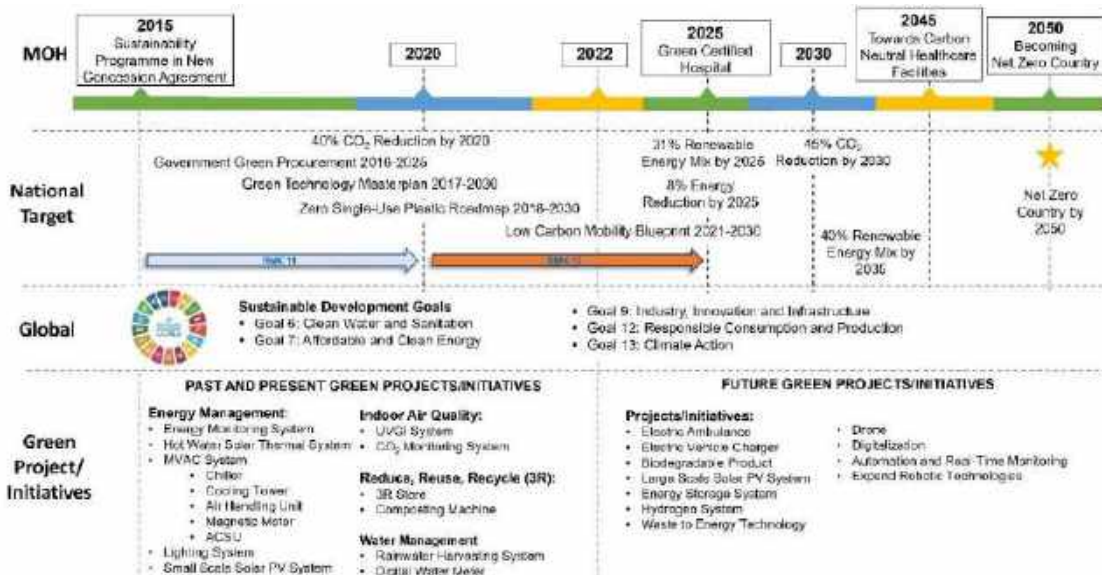 MOH
2015
Sustainability
Programme in New
Concession Agreement
2020
2022
2025
Green Certified
Hospital
2030
2045
Towards Carbon
Neutral Healthcare
Facilities
2050
Becoming
Net Zero Country
National
Target
40% CO₂ Reduction by 2020
Government Green Procurement 2016-2025
Green Technology Masterplan 2017-2030
Zero Single-Use Plastic Roadmap 2018-2030
Low Carbon Mobility Blueprint 2021-2030
31% Renewable
Energy Mix by 2025
8% Energy
Reduction by 2025
45% CO₂
Reduction by 2030
40% Renewable
Energy Mix by
2035
Net Zero
Country by
2050
Global
Sustainable Development Goals
• Goal 6: Clean Water and Sanitation
• Goal 7: Affordable and Clean Energy
• Goal 9: Industry, Innovation and Infrastructure
• Goal 12: Responsible Consumption and Production
• Goal 13: Climate Action
Green
Project/
Initiatives
PAST AND PRESENT GREEN PROJECTS/INITIATIVES
Energy Management:
• Energy Monitoring System
• Hot Water Solar Thermal System
• MVAC System
• Chiller
• Cooling Tower
• Air Handling Unit
• Magnetic Motor
• ACSU
• Lighting System
• Small Scale Solar PV System
Indoor Air Quality:
• UVGI System
• CO₂ Monitoring System
Reduce, Reuse, Recycle (3R):
• 3R Store
• Composting Machine
Water Management
• Rainwater Harvesting System
• Digital Water Meter
FUTURE GREEN PROJECTS/INITIATIVES
Projects/Initiatives:
• Electric Ambulance
• Electric Vehicle Charger
• Biodegradable Product
• Large Scale Solar PV System
• Energy Storage System
• Hydrogen System
• Waste to Energy Technology
• Drone
• Digitalization
• Automation and Real-Time Monitoring
• Expand Robotic Technologies